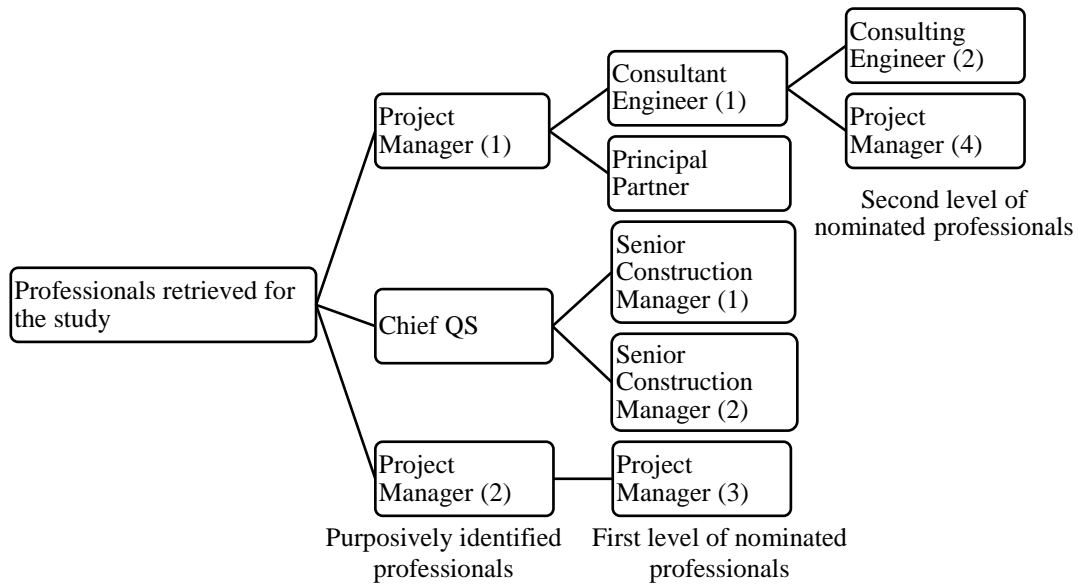 Professionals retrieved for
the study
Project
Manager (1)
Chief QS
Project
Manager (2)
Purposively identified
professionals
Consultant
Engineer (1)
Principal
Partner
Senior
Construction
Manager (1)
Senior
Construction
Manager (2)
Project
Manager (3)
First level of nominated
professionals
Consulting
Engineer (2)
Project
Manager (4)
Second level of
nominated professionals